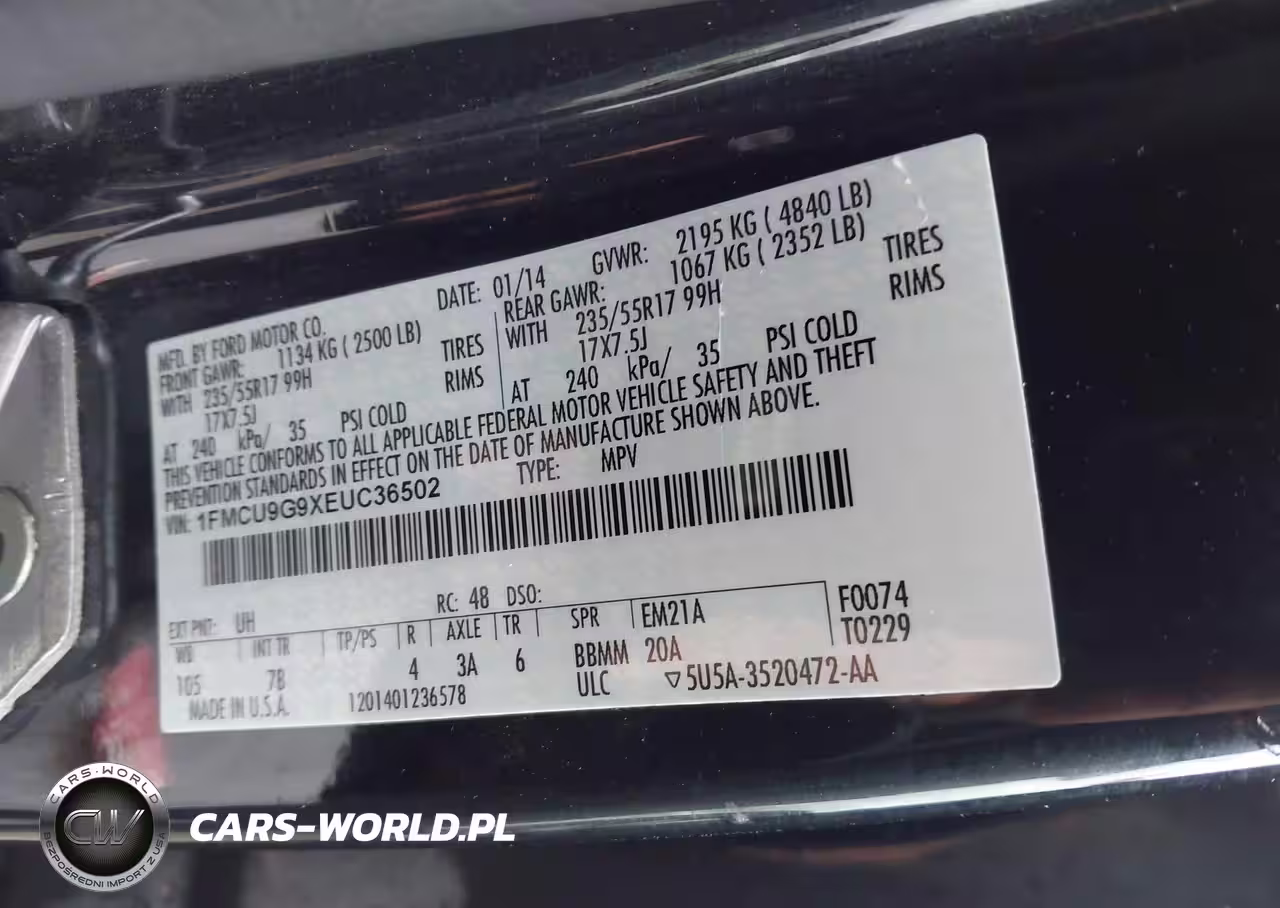 MFD. BY FORD MOTOR CO.
DATE: 01/14 GVWR: 2195 KG ( 4840 LB)
FRONT GAWR: 1134 KG ( 2500 LB)
REAR GAWR: 1067 KG ( 2352 LB)
WITH 235/55R17 99H TIRES
WITH 235/55R17 99H TIRES
17X7.5J RIMS
17X7.5J RIMS
AT 240 kPa/ 35 PSI COLD
AT 240 kPa/ 35 PSI COLD
THIS VEHICLE CONFORMS TO ALL APPLICABLE FEDERAL MOTOR VEHICLE SAFETY AND THEFT
PREVENTION STANDARDS IN EFFECT ON THE DATE OF MANUFACTURE SHOWN ABOVE.
VIN: 1FMCU9G9XEUC36502 TYPE: MPV
EXT PNT: UH RC: 48 DSO:
WB INT TR TP/PS R AXLE TR SPR EM21A F0074
105 7B 4 3A 6 BBMM 20A T0229
MADE IN U.S.A. 1201401236578 ULC ▽5U5A-3520472-AA
CARS-WORLD
CW
BEZPOŚREDNI IMPORT Z USA
CARS-WORLD.PL